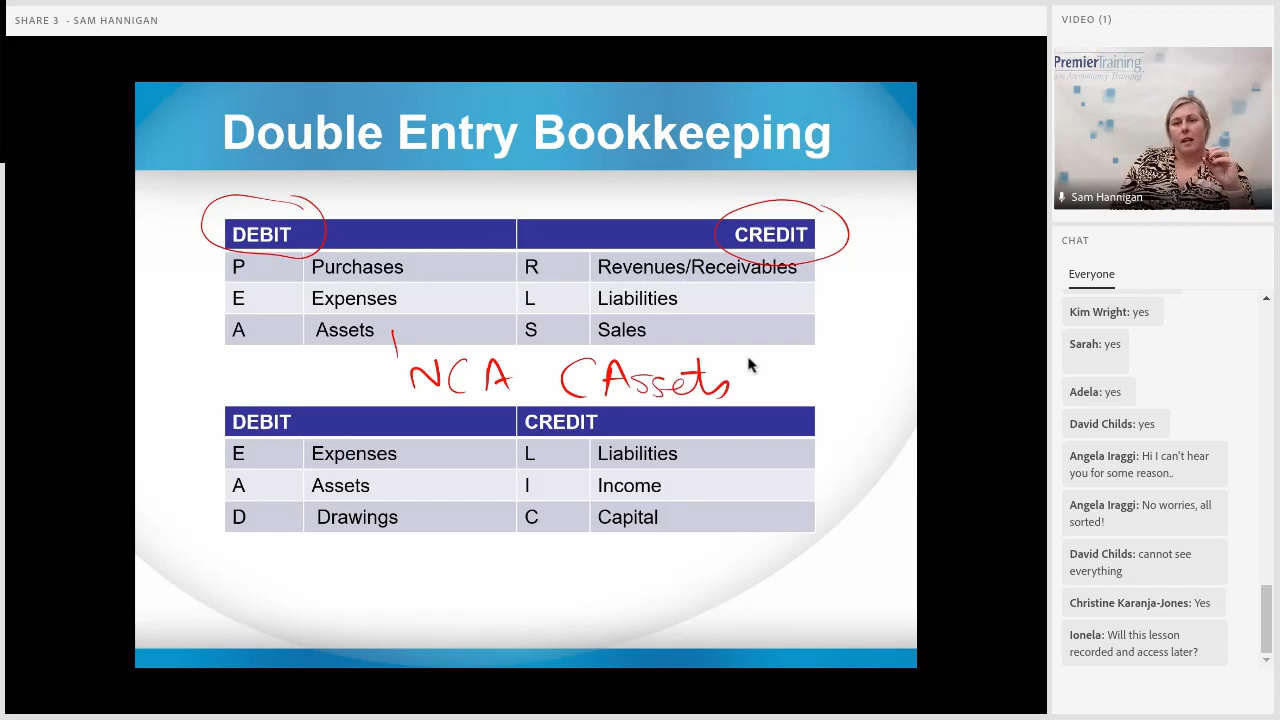 SHARE 3 - SAM HANNIGAN
Double Entry Bookkeeping
DEBIT CREDIT
P Purchases R Revenues/Receivables
E Expenses L Liabilities
A Assets S Sales
NCA CAssets
DEBIT CREDIT
E Expenses L Liabilities
A Assets I Income
D Drawings C Capital
VIDEO (1)
PremierTraining
Sam Hannigan
CHAT
Everyone
Kim Wright: yes
Sarah: yes
Adela: yes
David Childs: yes
Angela Iraggi: Hi I can't hear
you for some reason..
Angela Iraggi: No worries, all
sorted!
David Childs: cannot see
everything
Christine Karanja-Jones: Yes
Ionela: Will this lesson
recorded and access later?